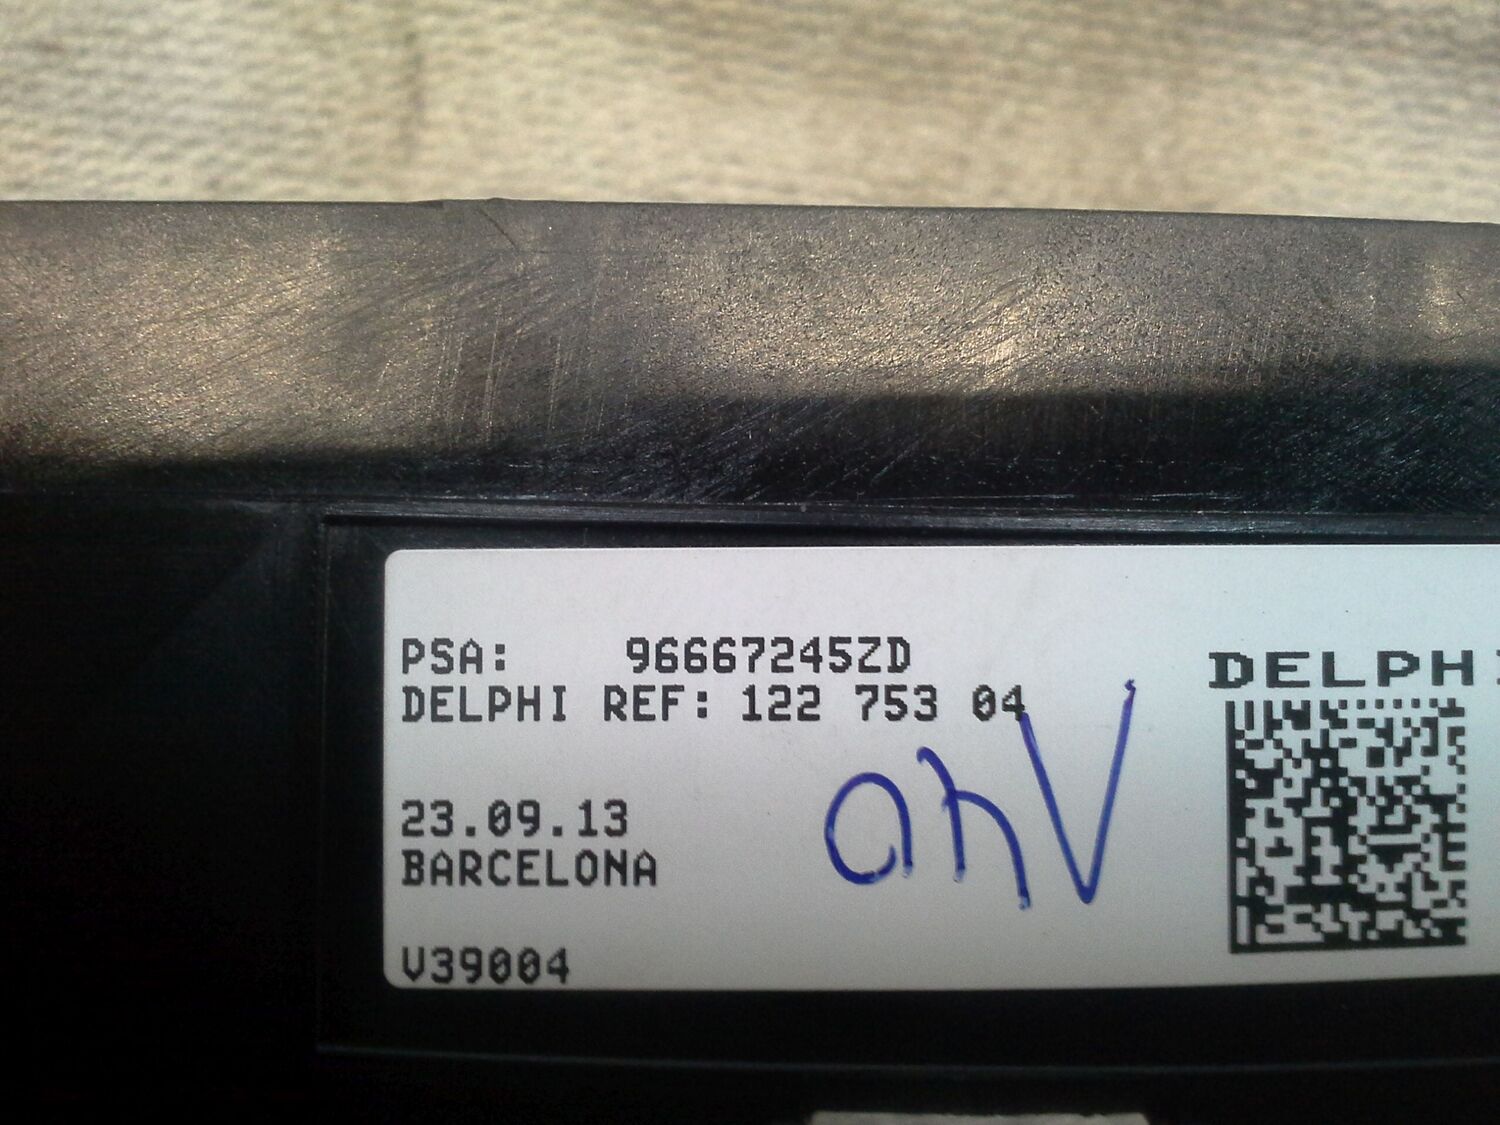 PSA: 96667245ZD
DELPHI REF: 122 753 04
23.09.13
BARCELONA
V39004
DELPHI